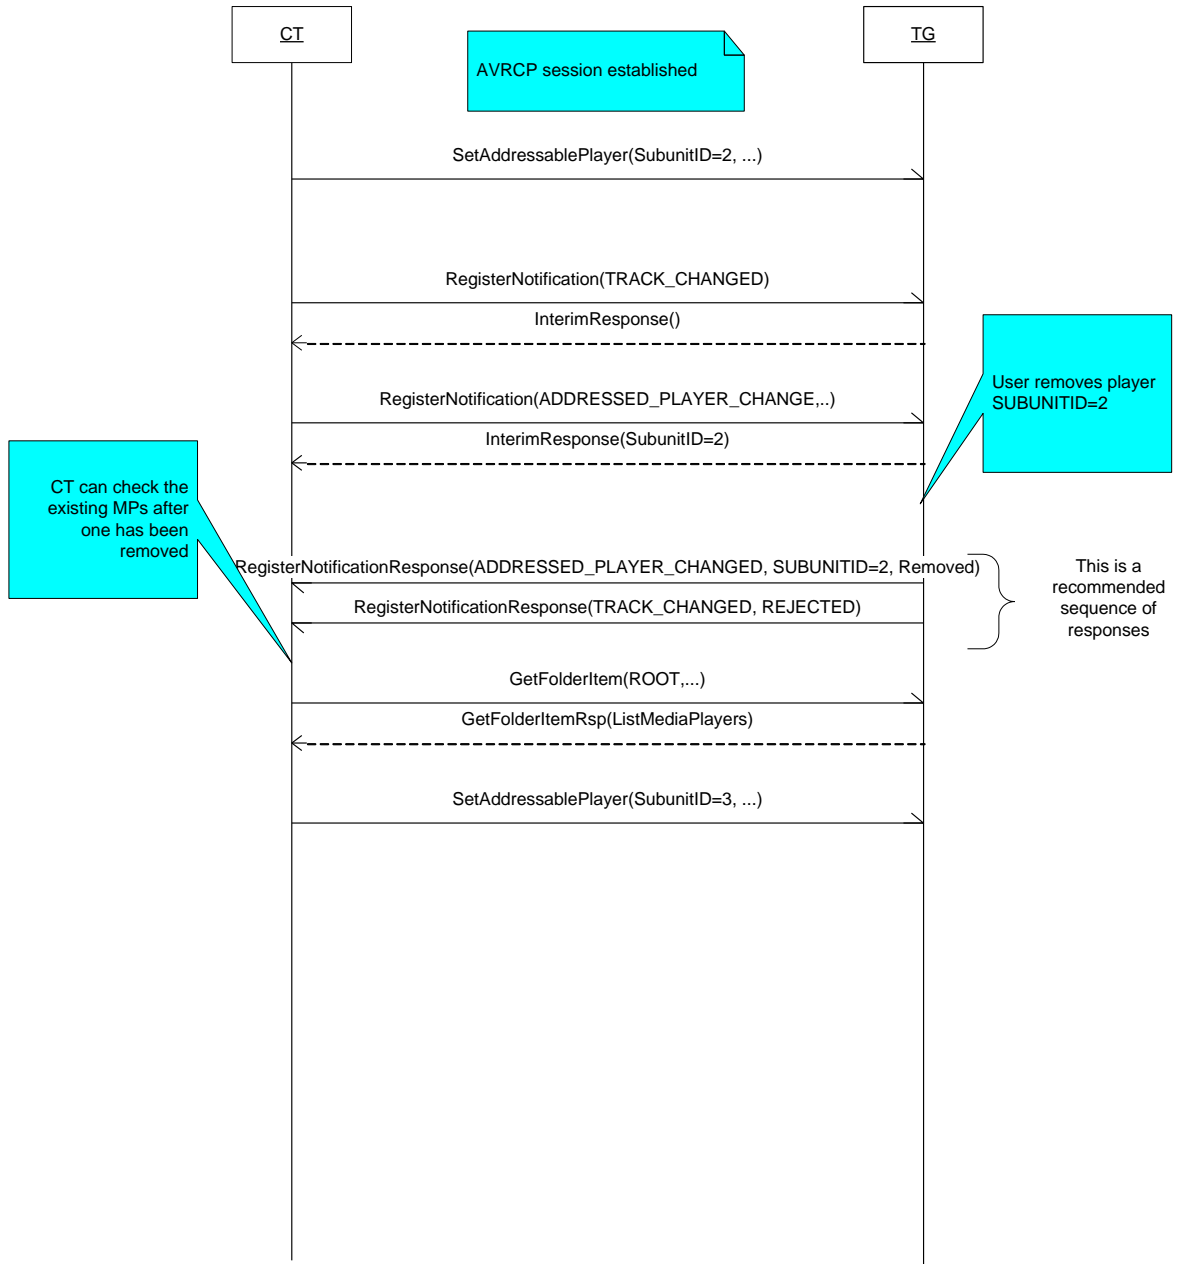 CT
TG
AVRCP session established
SetAddressablePlayer(SubunitID=2, ...)
RegisterNotification(TRACK_CHANGED)
InterimResponse()
User removes player
SUBUNITID=2
RegisterNotification(ADDRESSED_PLAYER_CHANGE,..)
InterimResponse(SubunitID=2)
CT can check the
existing MPs after
one has been
removed
RegisterNotificationResponse(ADDRESSED_PLAYER_CHANGED, SUBUNITID=2, Removed)
RegisterNotificationResponse(TRACK_CHANGED, REJECTED)
This is a
recommended
sequence of
responses
GetFolderItem(ROOT,...)
GetFolderItemRsp(ListMediaPlayers)
SetAddressablePlayer(SubunitID=3, ...)